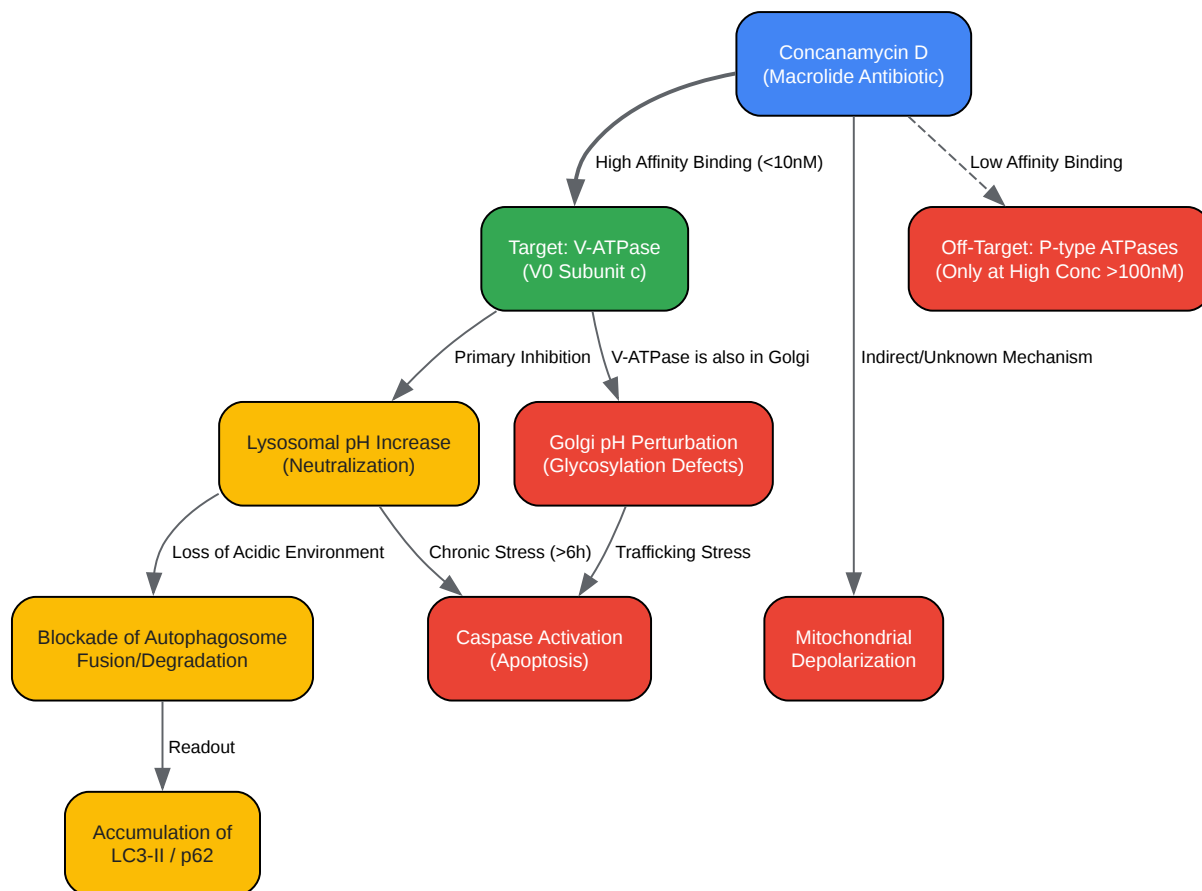 Concanamycin D
(Macrolide Antibiotic)
High Affinity Binding (<10nM)
Low Affinity Binding
Target: V-ATPase
(V0 Subunit c)
Off-Target: P-type ATPases
(Only at High Conc >100nM)
Primary Inhibition
V-ATPase is also in Golgi
Indirect/Unknown Mechanism
Lysosomal pH Increase
(Neutralization)
Golgi pH Perturbation
(Glycosylation Defects)
Loss of Acidic Environment
Chronic Stress (>6h)
Trafficking Stress
Blockade of Autophagosome
Fusion/Degradation
Caspase Activation
(Apoptosis)
Mitochondrial
Depolarization
Readout
Accumulation of
LC3-II / p62